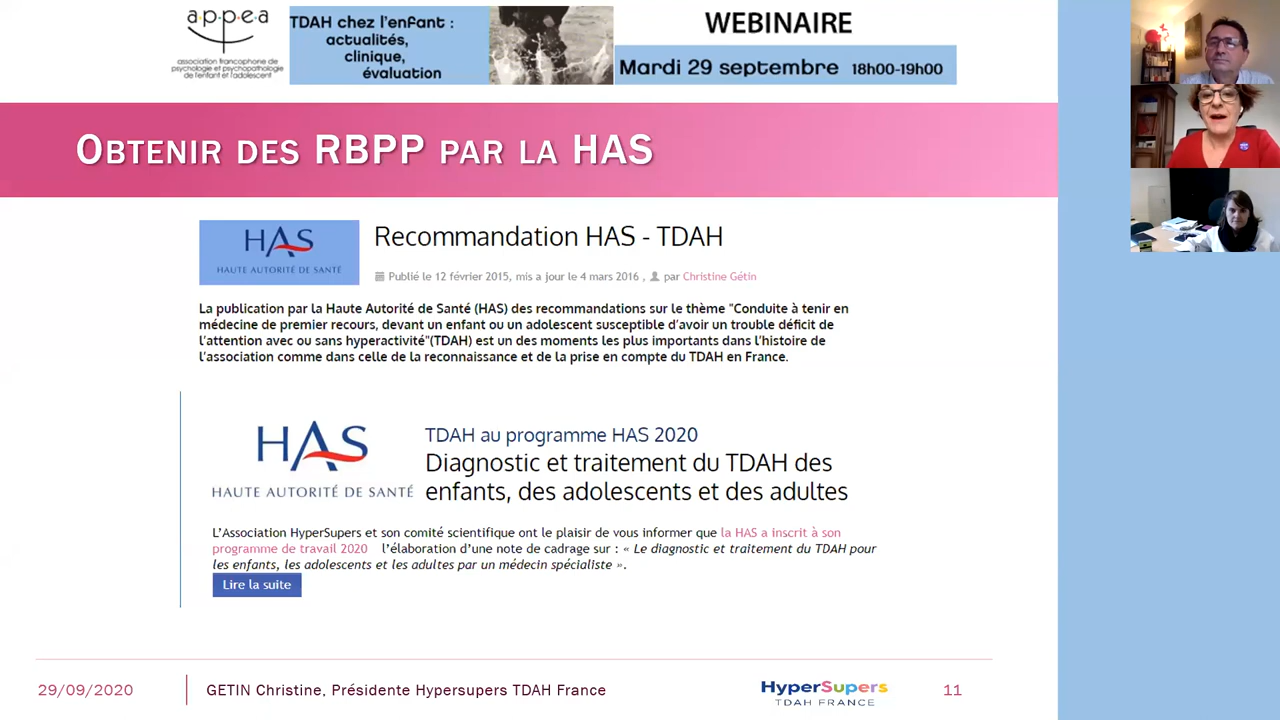 appea
association francophone de
psychologie et psychopathologie
de l'enfant et l'adolescent
TDAH chez l'enfant :
actualités,
clinique,
évaluation
WEBINAIRE
Mardi 29 septembre 18h00-19h00
OBTENIR DES RBPP PAR LA HAS
HAS
HAUTE AUTORITÉ DE SANTÉ
Recommandation HAS - TDAH
Publié le 12 février 2015, mis a jour le 4 mars 2016 , par Christine Gétin
La publication par la Haute Autorité de Santé (HAS) des recommandations sur le thème "Conduite à tenir en
médecine de premier recours, devant un enfant ou un adolescent susceptible d'avoir un trouble déficit de
l'attention avec ou sans hyperactivité"(TDAH) est un des moments les plus importants dans l'histoire de
l'association comme dans celle de la reconnaissance et de la prise en compte du TDAH en France.
HAS
HAUTE AUTORITÉ DE SANTÉ
TDAH au programme HAS 2020
Diagnostic et traitement du TDAH des
enfants, des adolescents et des adultes
L'Association HyperSupers et son comité scientifique ont le plaisir de vous informer que la HAS a inscrit à son
programme de travail 2020 l'élaboration d'une note de cadrage sur : « Le diagnostic et traitement du TDAH pour
les enfants, les adolescents et les adultes par un médecin spécialiste ».
Lire la suite
29/09/2020
GETIN Christine, Présidente Hypersupers TDAH France
HyperSupers
TDAH FRANCE
11